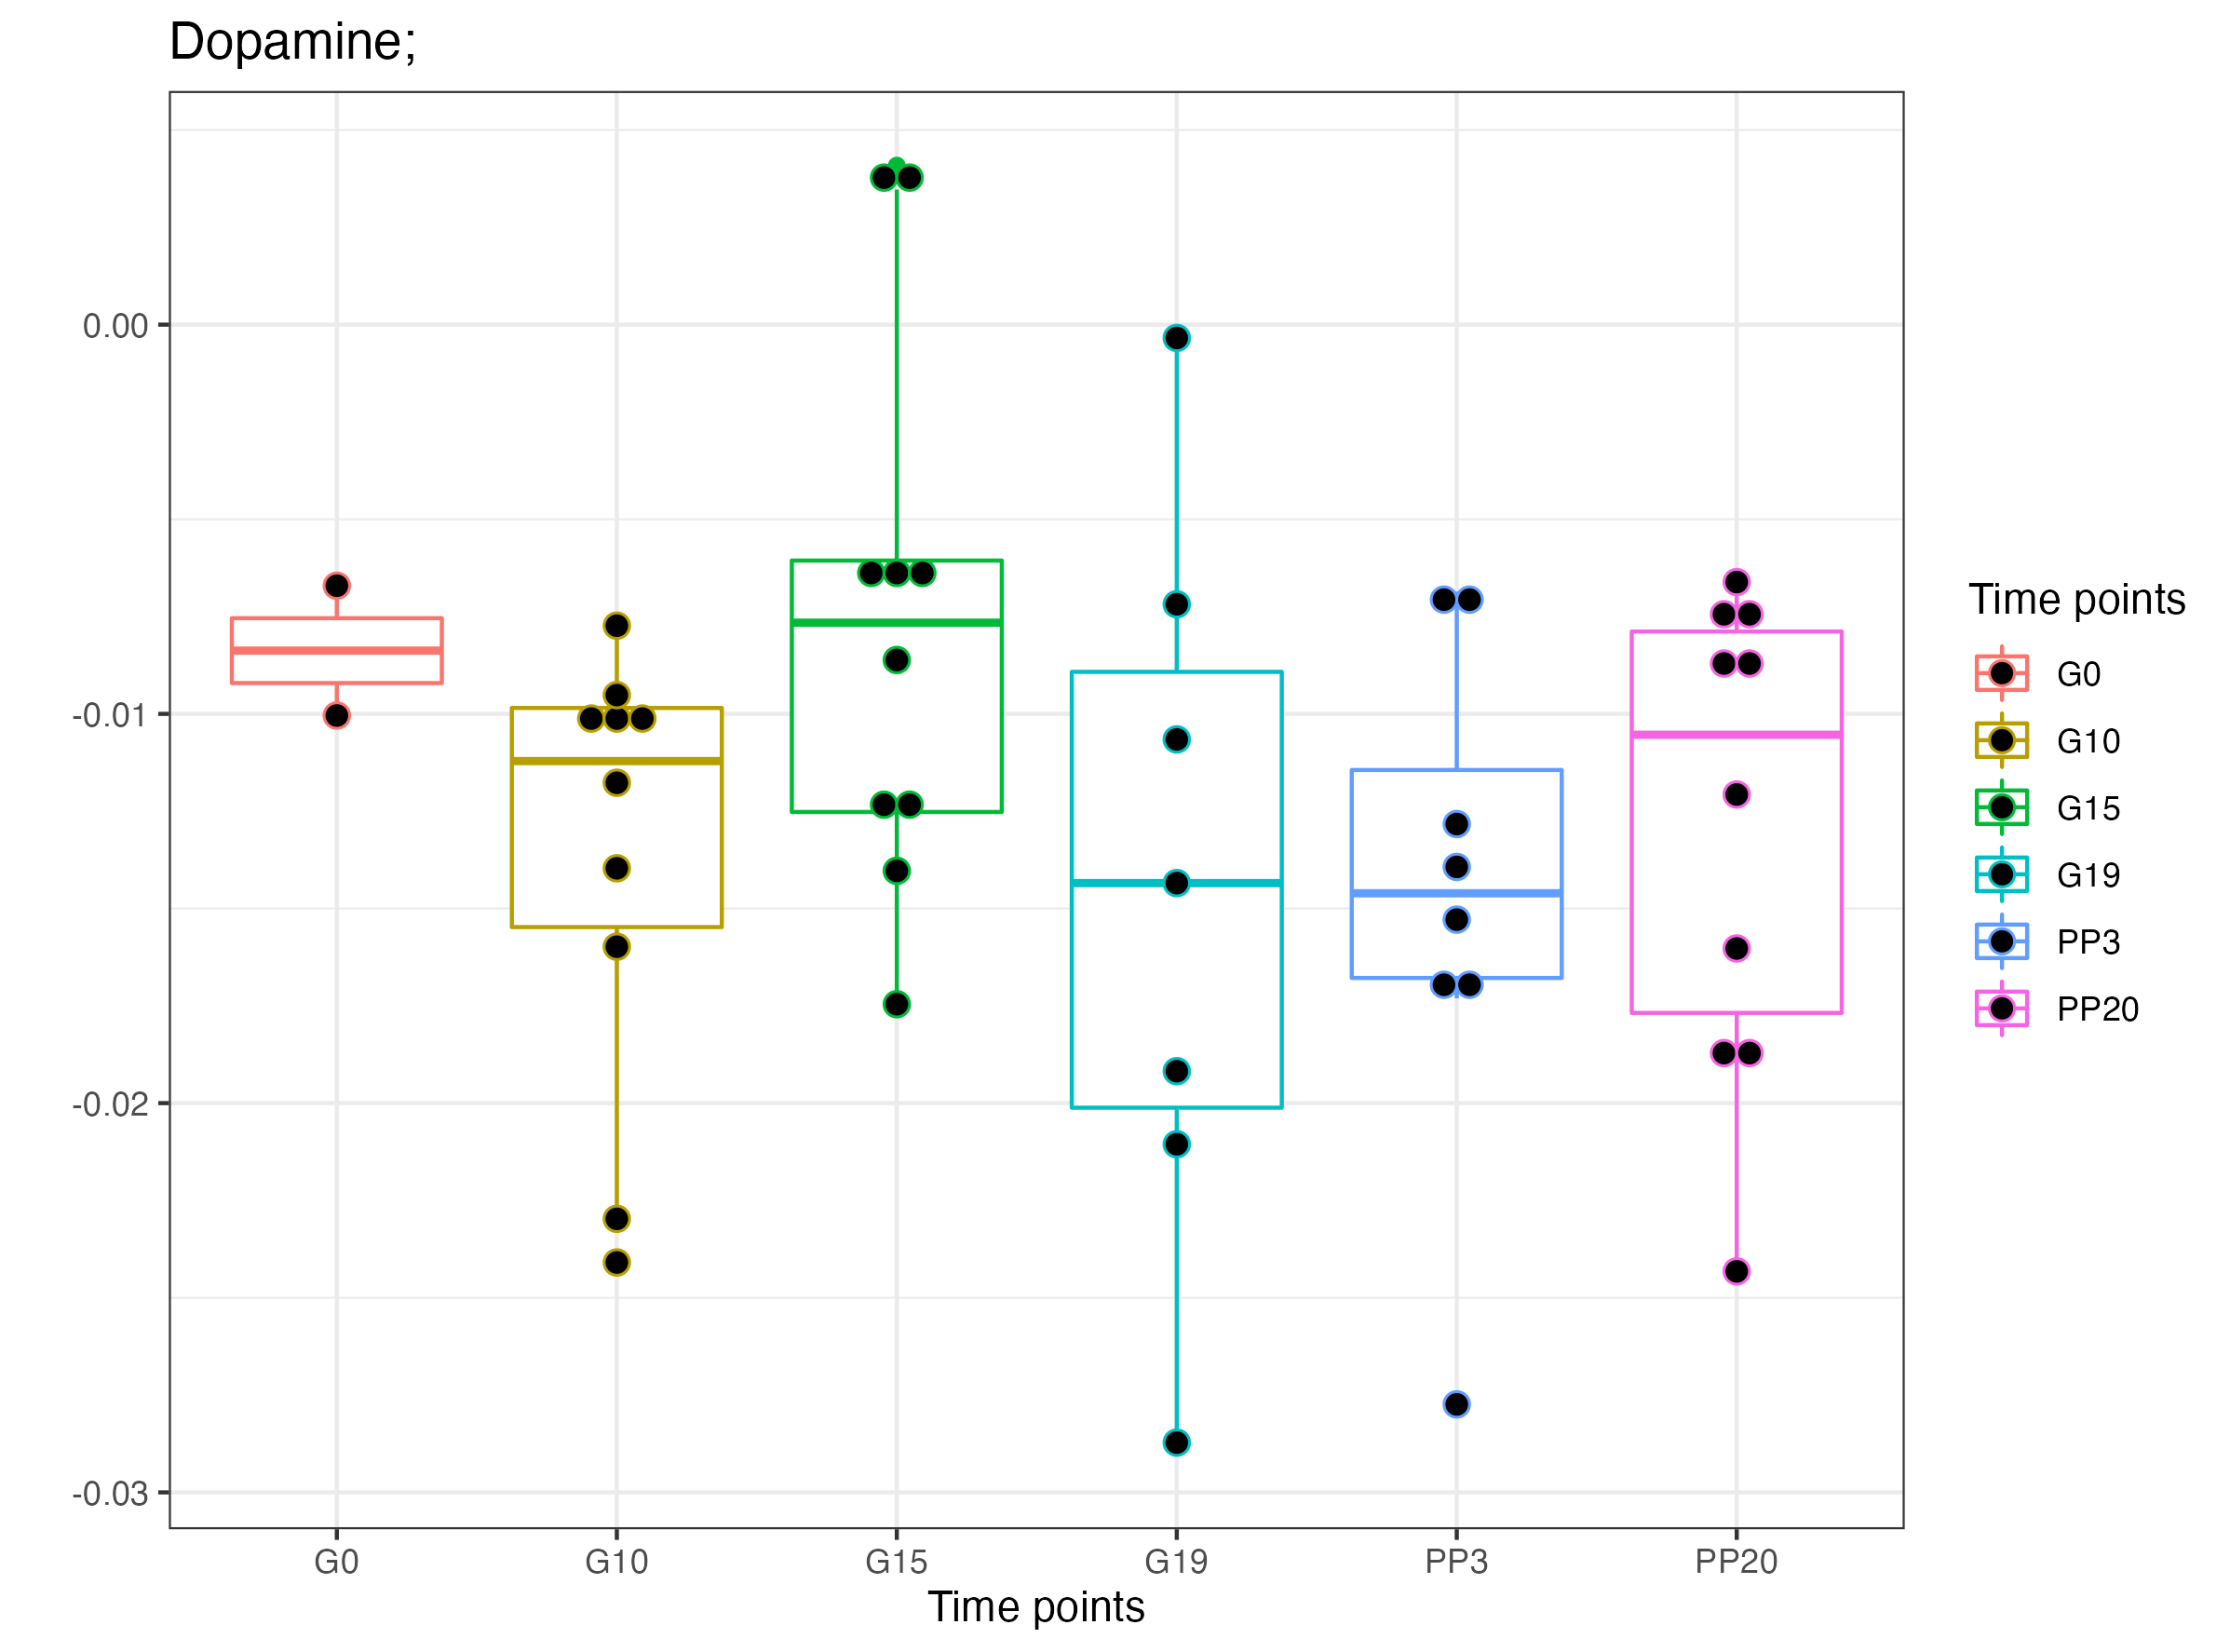 Dopamine;
0.00
-0.01
-0.02
-0.03
G0 G10 G15 G19 PP3 PP20
Time points
Time points
G0
G10
G15
G19
PP3
PP20